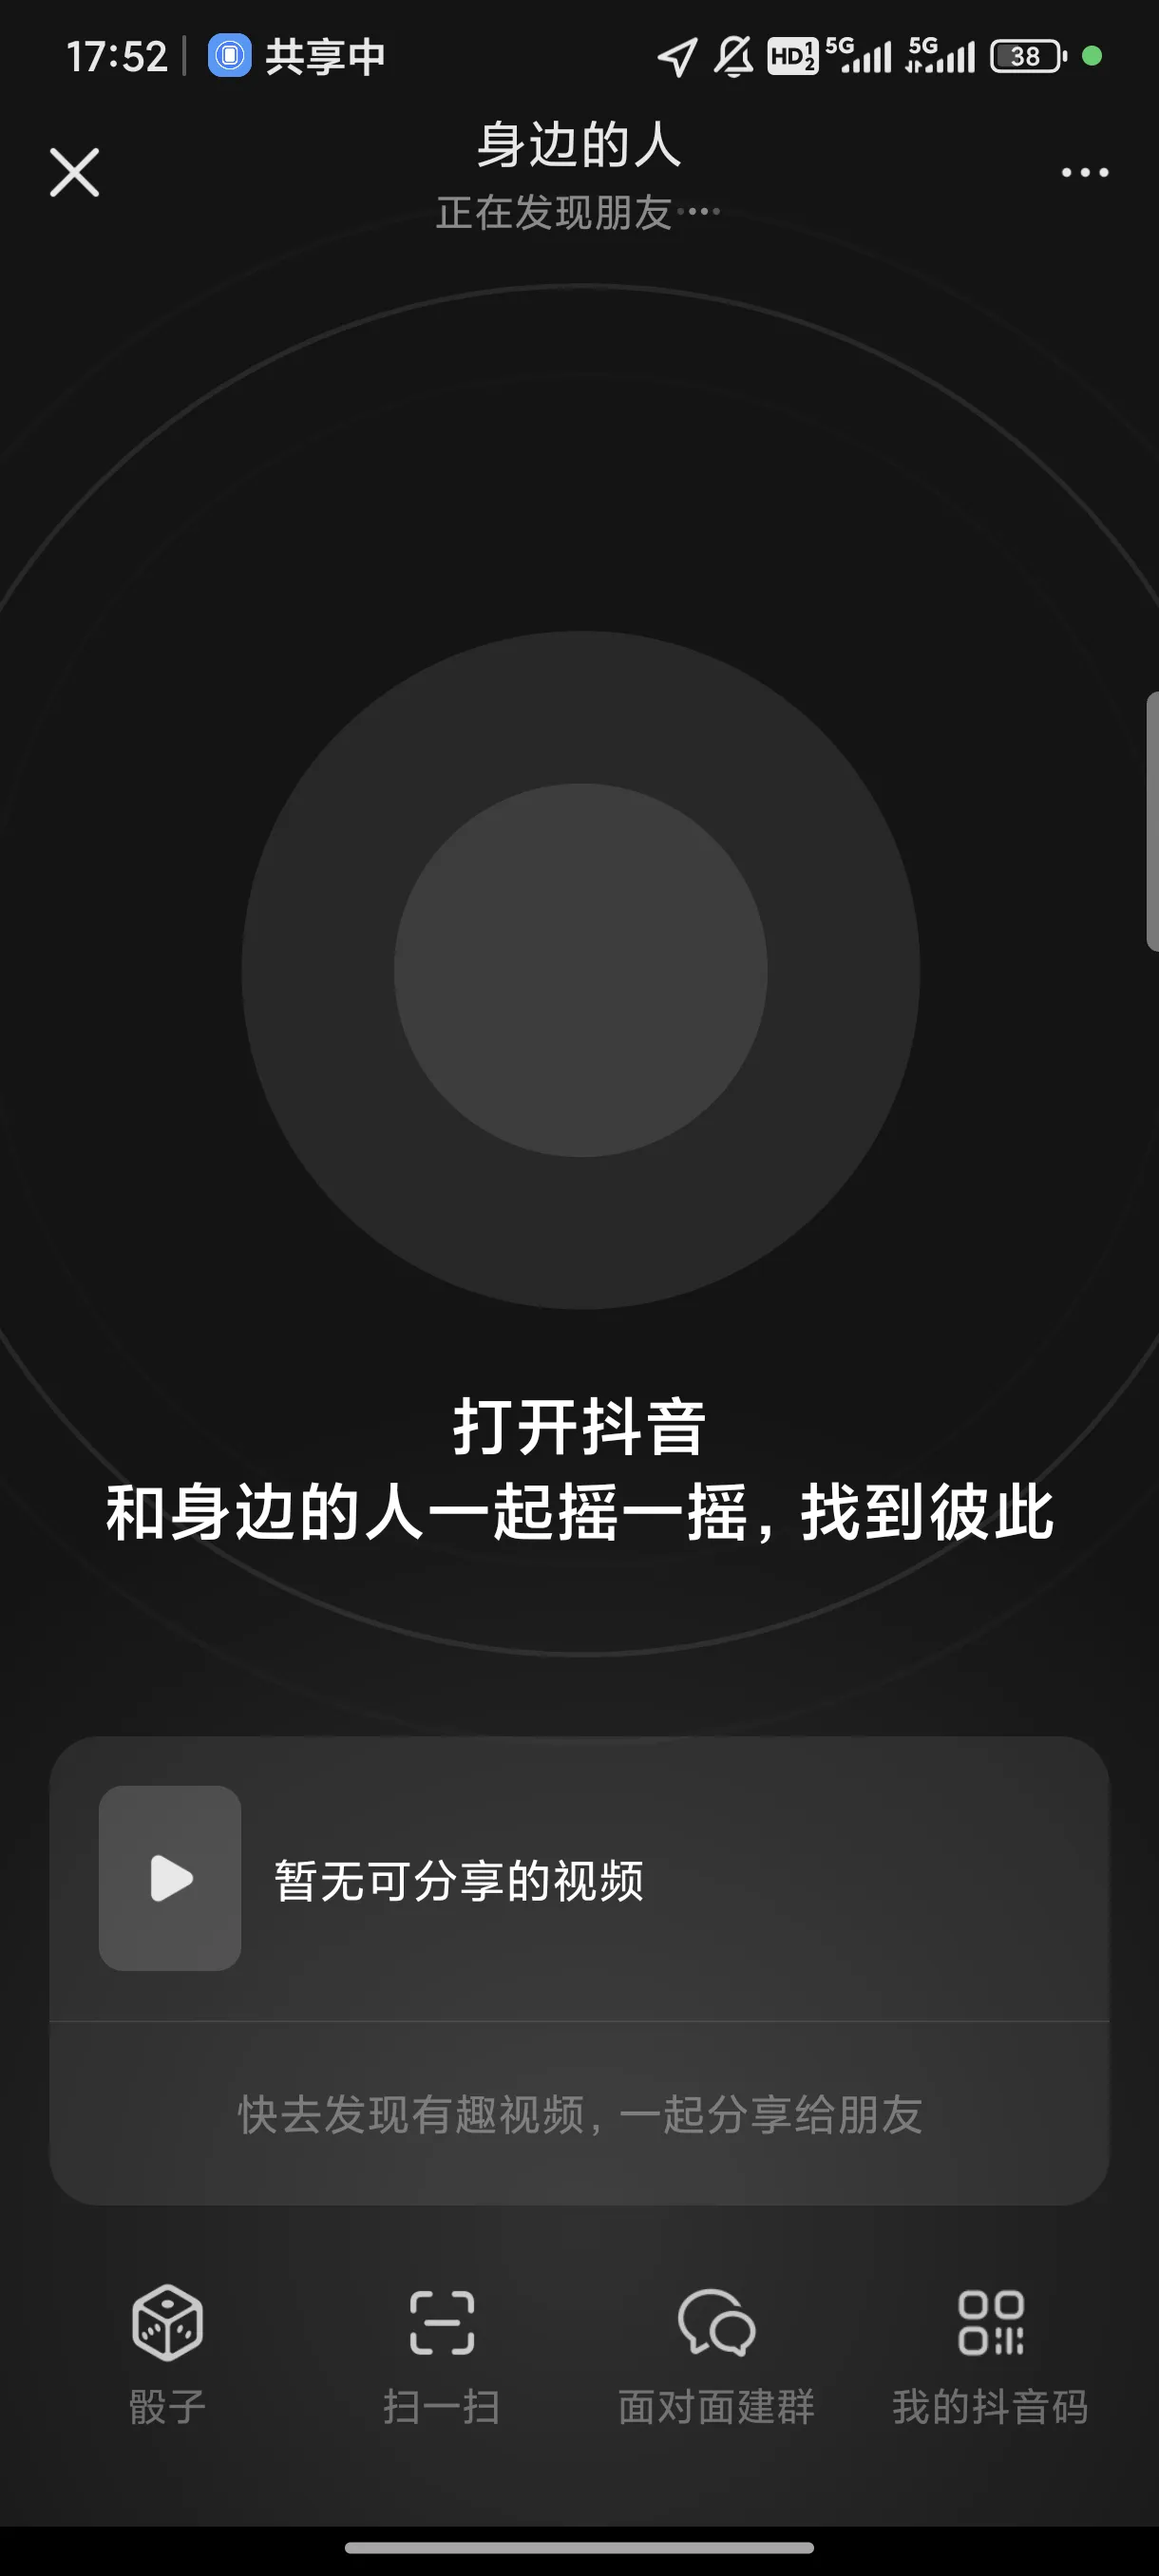 17:52 共享中 HD 1 2 5G 5G 38
身边的人
正在发现朋友····
打开抖音
和身边的人一起摇一摇，找到彼此
暂无可分享的视频
快去发现有趣视频，一起分享给朋友
骰子 扫一扫 面对面建群 我的抖音码